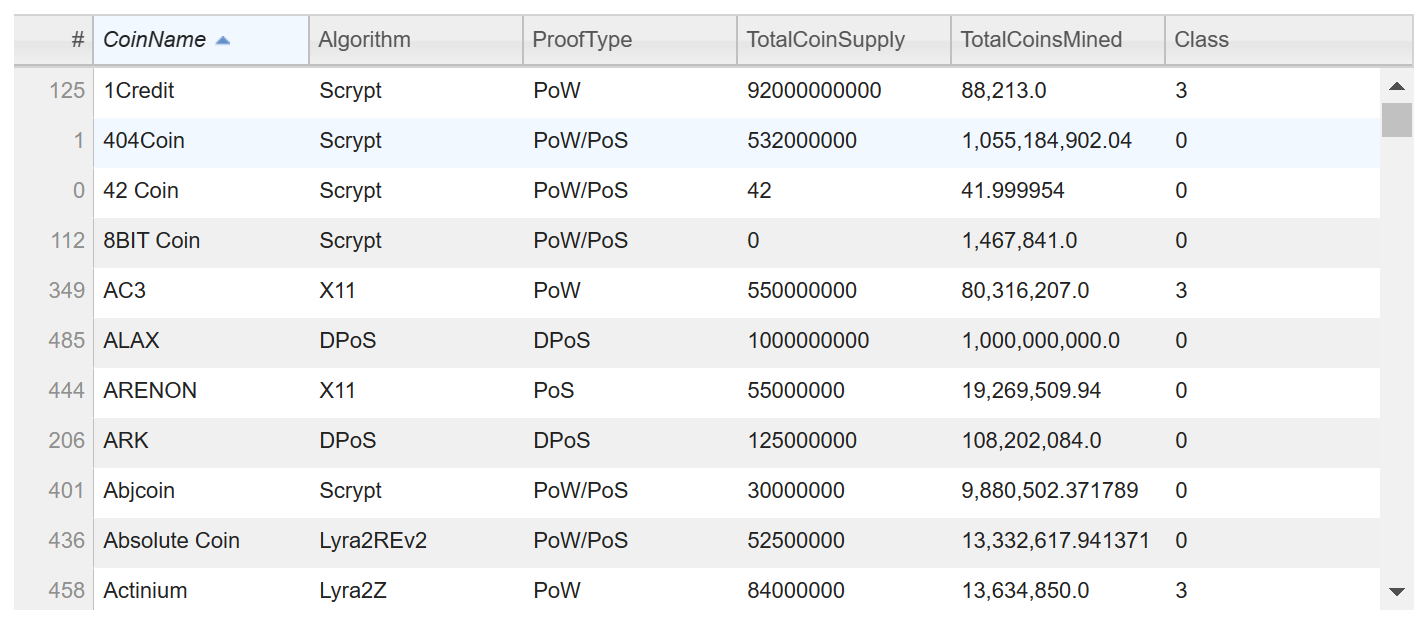 # CoinName Algorithm ProofType TotalCoinSupply TotalCoinsMined Class
125 1Credit Scrypt PoW 92000000000 88,213.0 3
1 404Coin Scrypt PoW/PoS 532000000 1,055,184,902.04 0
0 42 Coin Scrypt PoW/PoS 42 41.999954 0
112 8BIT Coin Scrypt PoW/PoS 0 1,467,841.0 0
349 AC3 X11 PoW 550000000 80,316,207.0 3
485 ALAX DPoS DPoS 1000000000 1,000,000,000.0 0
444 ARENON X11 PoS 55000000 19,269,509.94 0
206 ARK DPoS DPoS 125000000 108,202,084.0 0
401 Abjcoin Scrypt PoW/PoS 30000000 9,880,502.371789 0
436 Absolute Coin Lyra2REv2 PoW/PoS 52500000 13,332,617.941371 0
458 Actinium Lyra2Z PoW 84000000 13,634,850.0 3